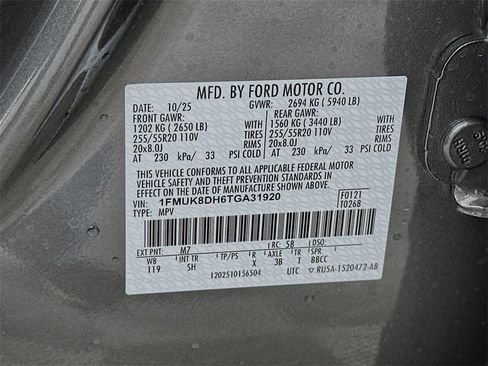 MFD. BY FORD MOTOR CO.
DATE: 10/25 GVWR: 2694 KG ( 5940 LB)
FRONT GAWR: REAR GAWR:
1202 KG ( 2650 LB) WITH 1560 KG ( 3440 LB) WITH
255/55R20 110V TIRES 255/55R20 110V TIRES
20x8.0J RIMS 20x8.0J RIMS
AT 230 kPa/ 33 PSI COLD AT 230 kPa/ 33 PSI COLD
THIS VEHICLE CONFORMS TO ALL APPLICABLE FEDERAL MOTOR
VEHICLE SAFETY AND THEFT PREVENTION STANDARDS IN
EFFECT ON THE DATE OF MANUFACTURE SHOWN ABOVE.
VIN: 1FMUK8DH6TGA31920 F0121
TYPE: MPV T0268
EXT PNT: M7 RC: 5B DSO:
WB INT TR TP/PS R AXLE TR SPR
119 SH X 3B T BBCC
1202510156504 UTC RU5A-1520472-AB